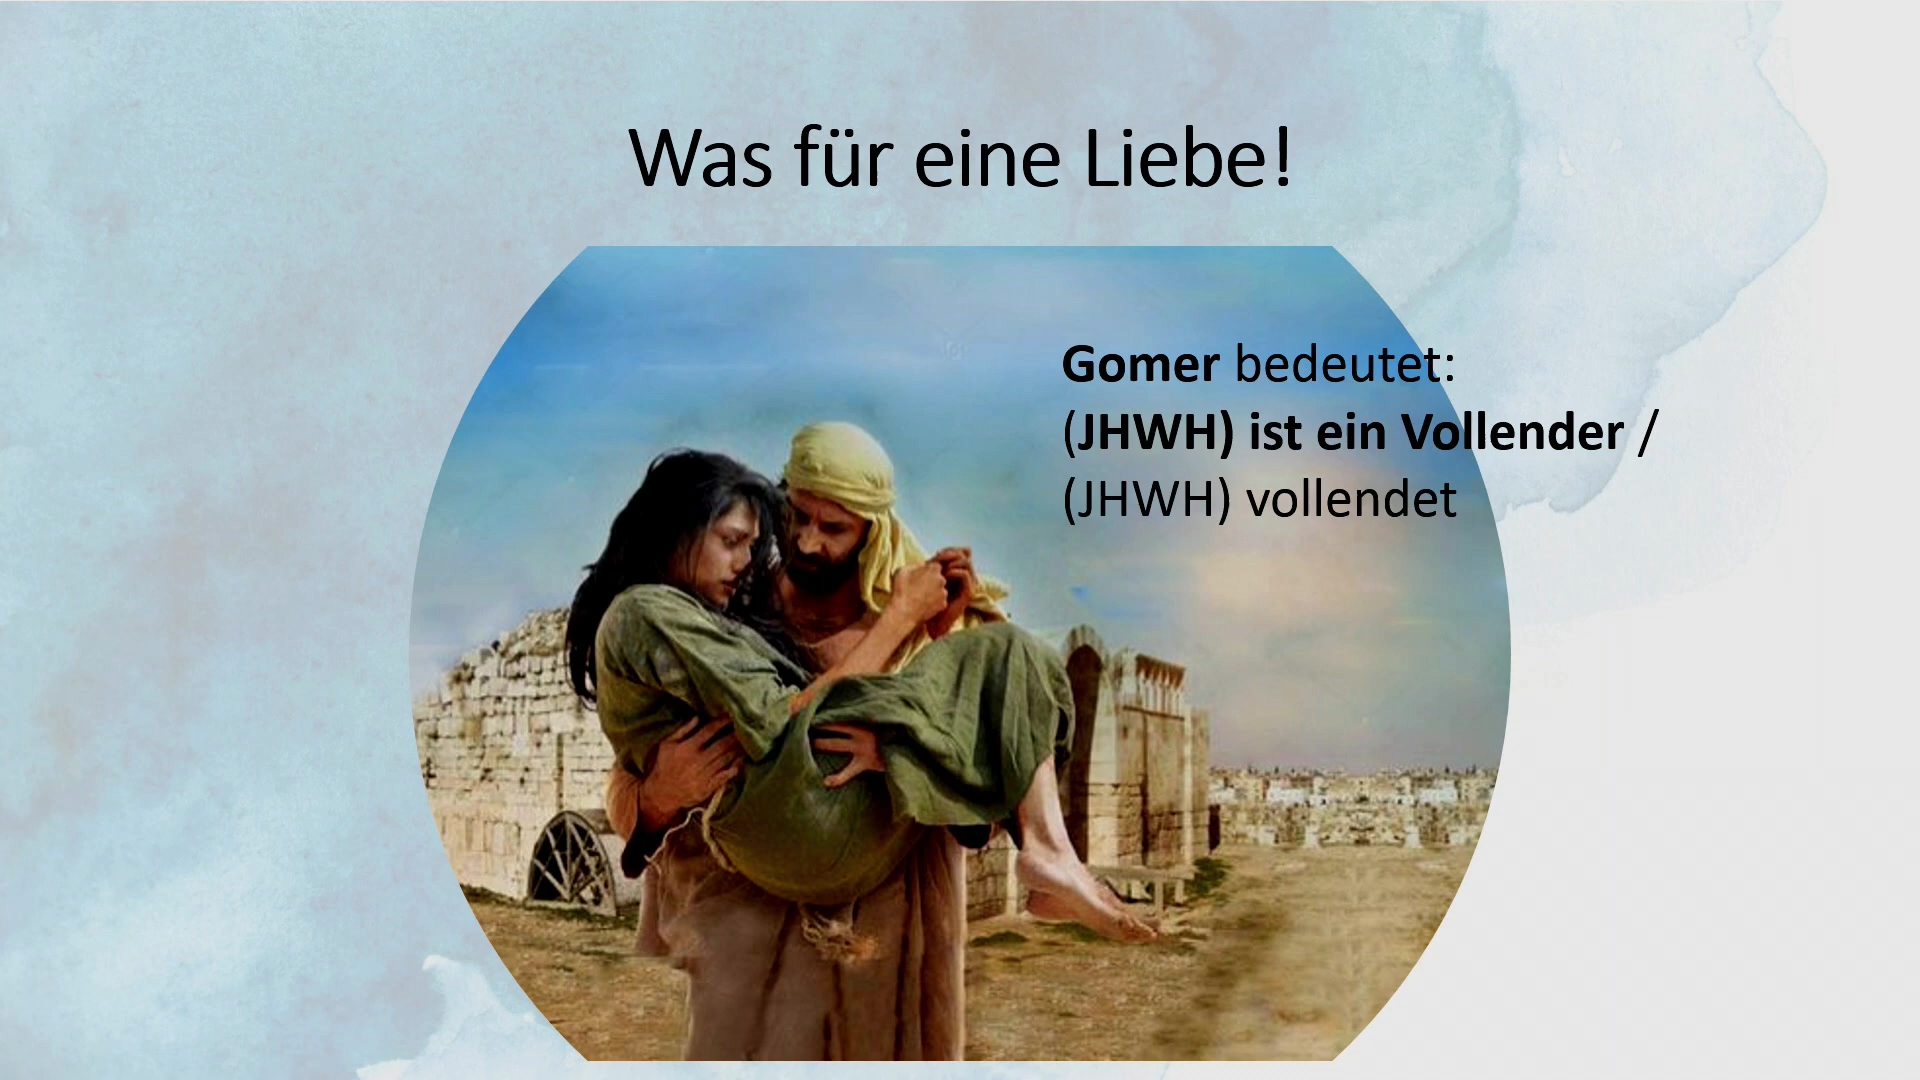 Was für eine Liebe!
Gomer bedeutet:
(JHWH) ist ein Vollender /
(JHWH) vollendet